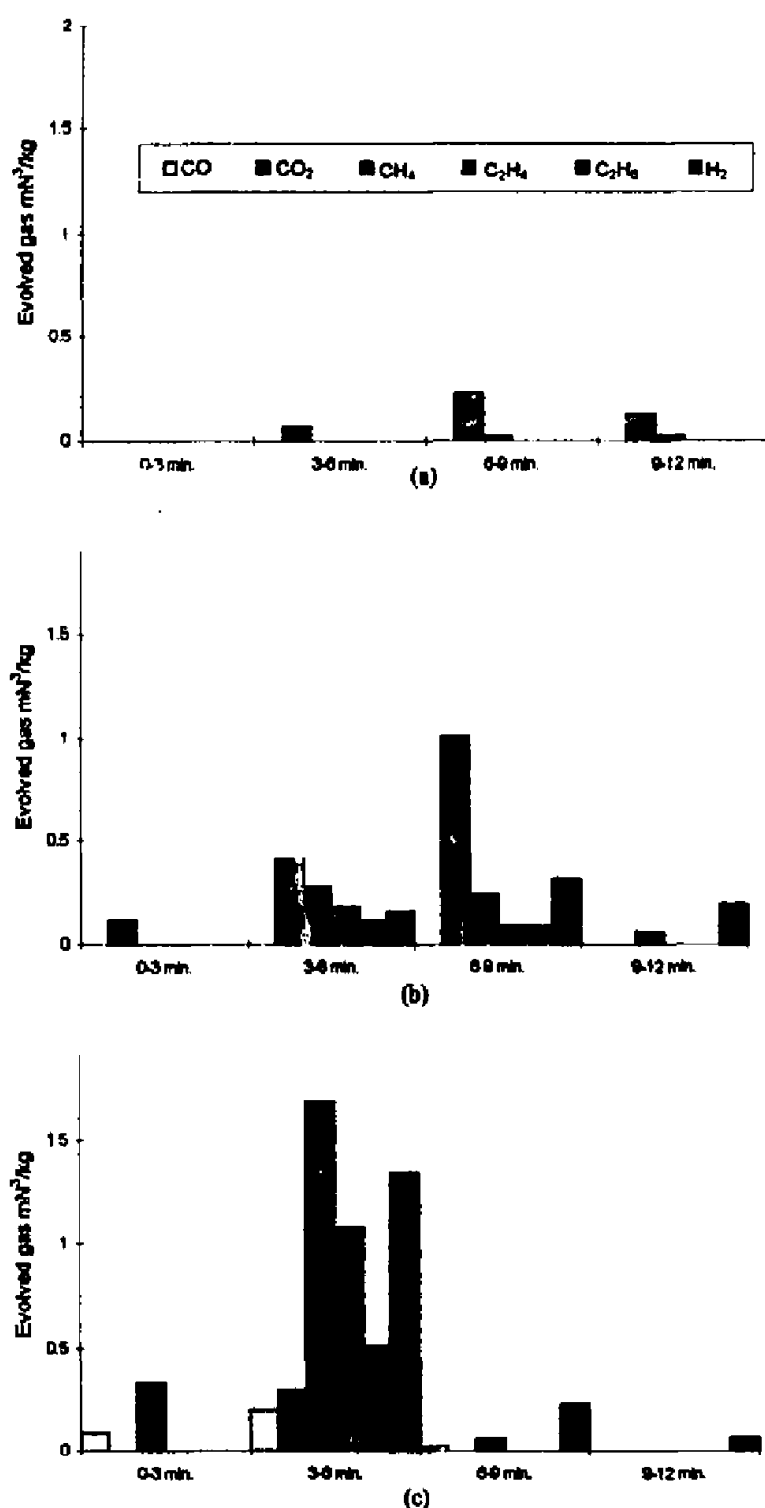 2
1.5
□CO ■CO₂ ■CH₄ ■C₂H₄ ■C₂H₆ ■H₂
1
0.5
0
Evolved gas mN³/kg
0-3 min. 3-6 min. 6-9 min. 9-12 min.
(a)
1.5
1
0.5
0
Evolved gas mN³/kg
0-3 min. 3-6 min. 6-9 min. 9-12 min.
(b)
1.5
1
0.5
0
Evolved gas mN³/kg
0-3 min. 3-6 min. 6-9 min. 9-12 min.
(c)